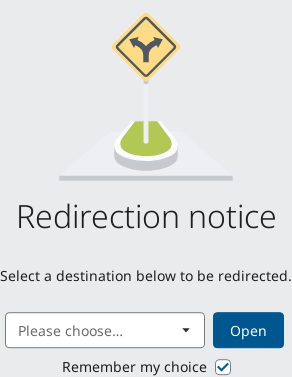 Redirection notice
Select a destination below to be redirected.
Please choose...
Open
Remember my choice